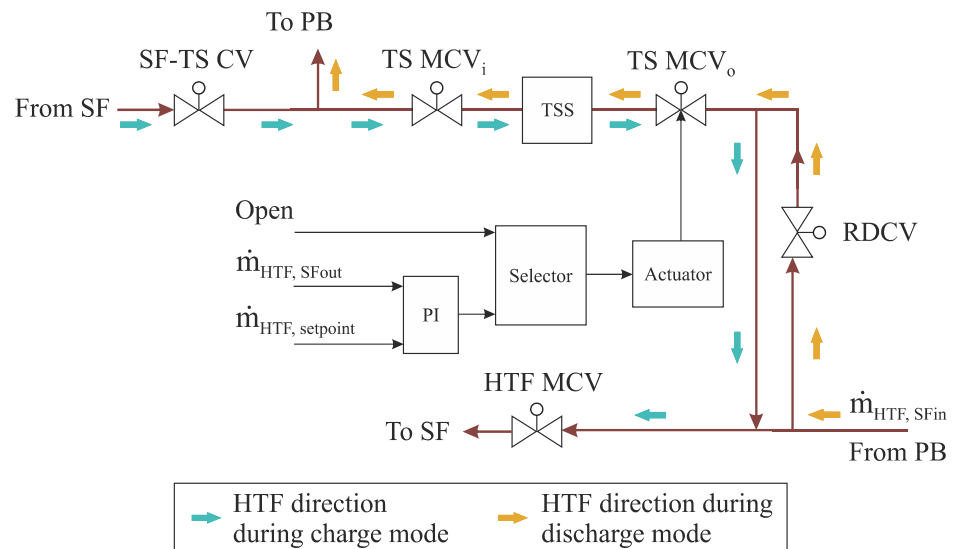 To PB
SF-TS CV
TS MCVi
TS MCVo
From SF
TSS
Open
ṁHTF, SFout
ṁHTF, setpoint
PI
Selector
Actuator
RDCV
HTF MCV
To SF
ṁHTF, SFin
From PB
HTF direction
during charge mode
HTF direction during
discharge mode